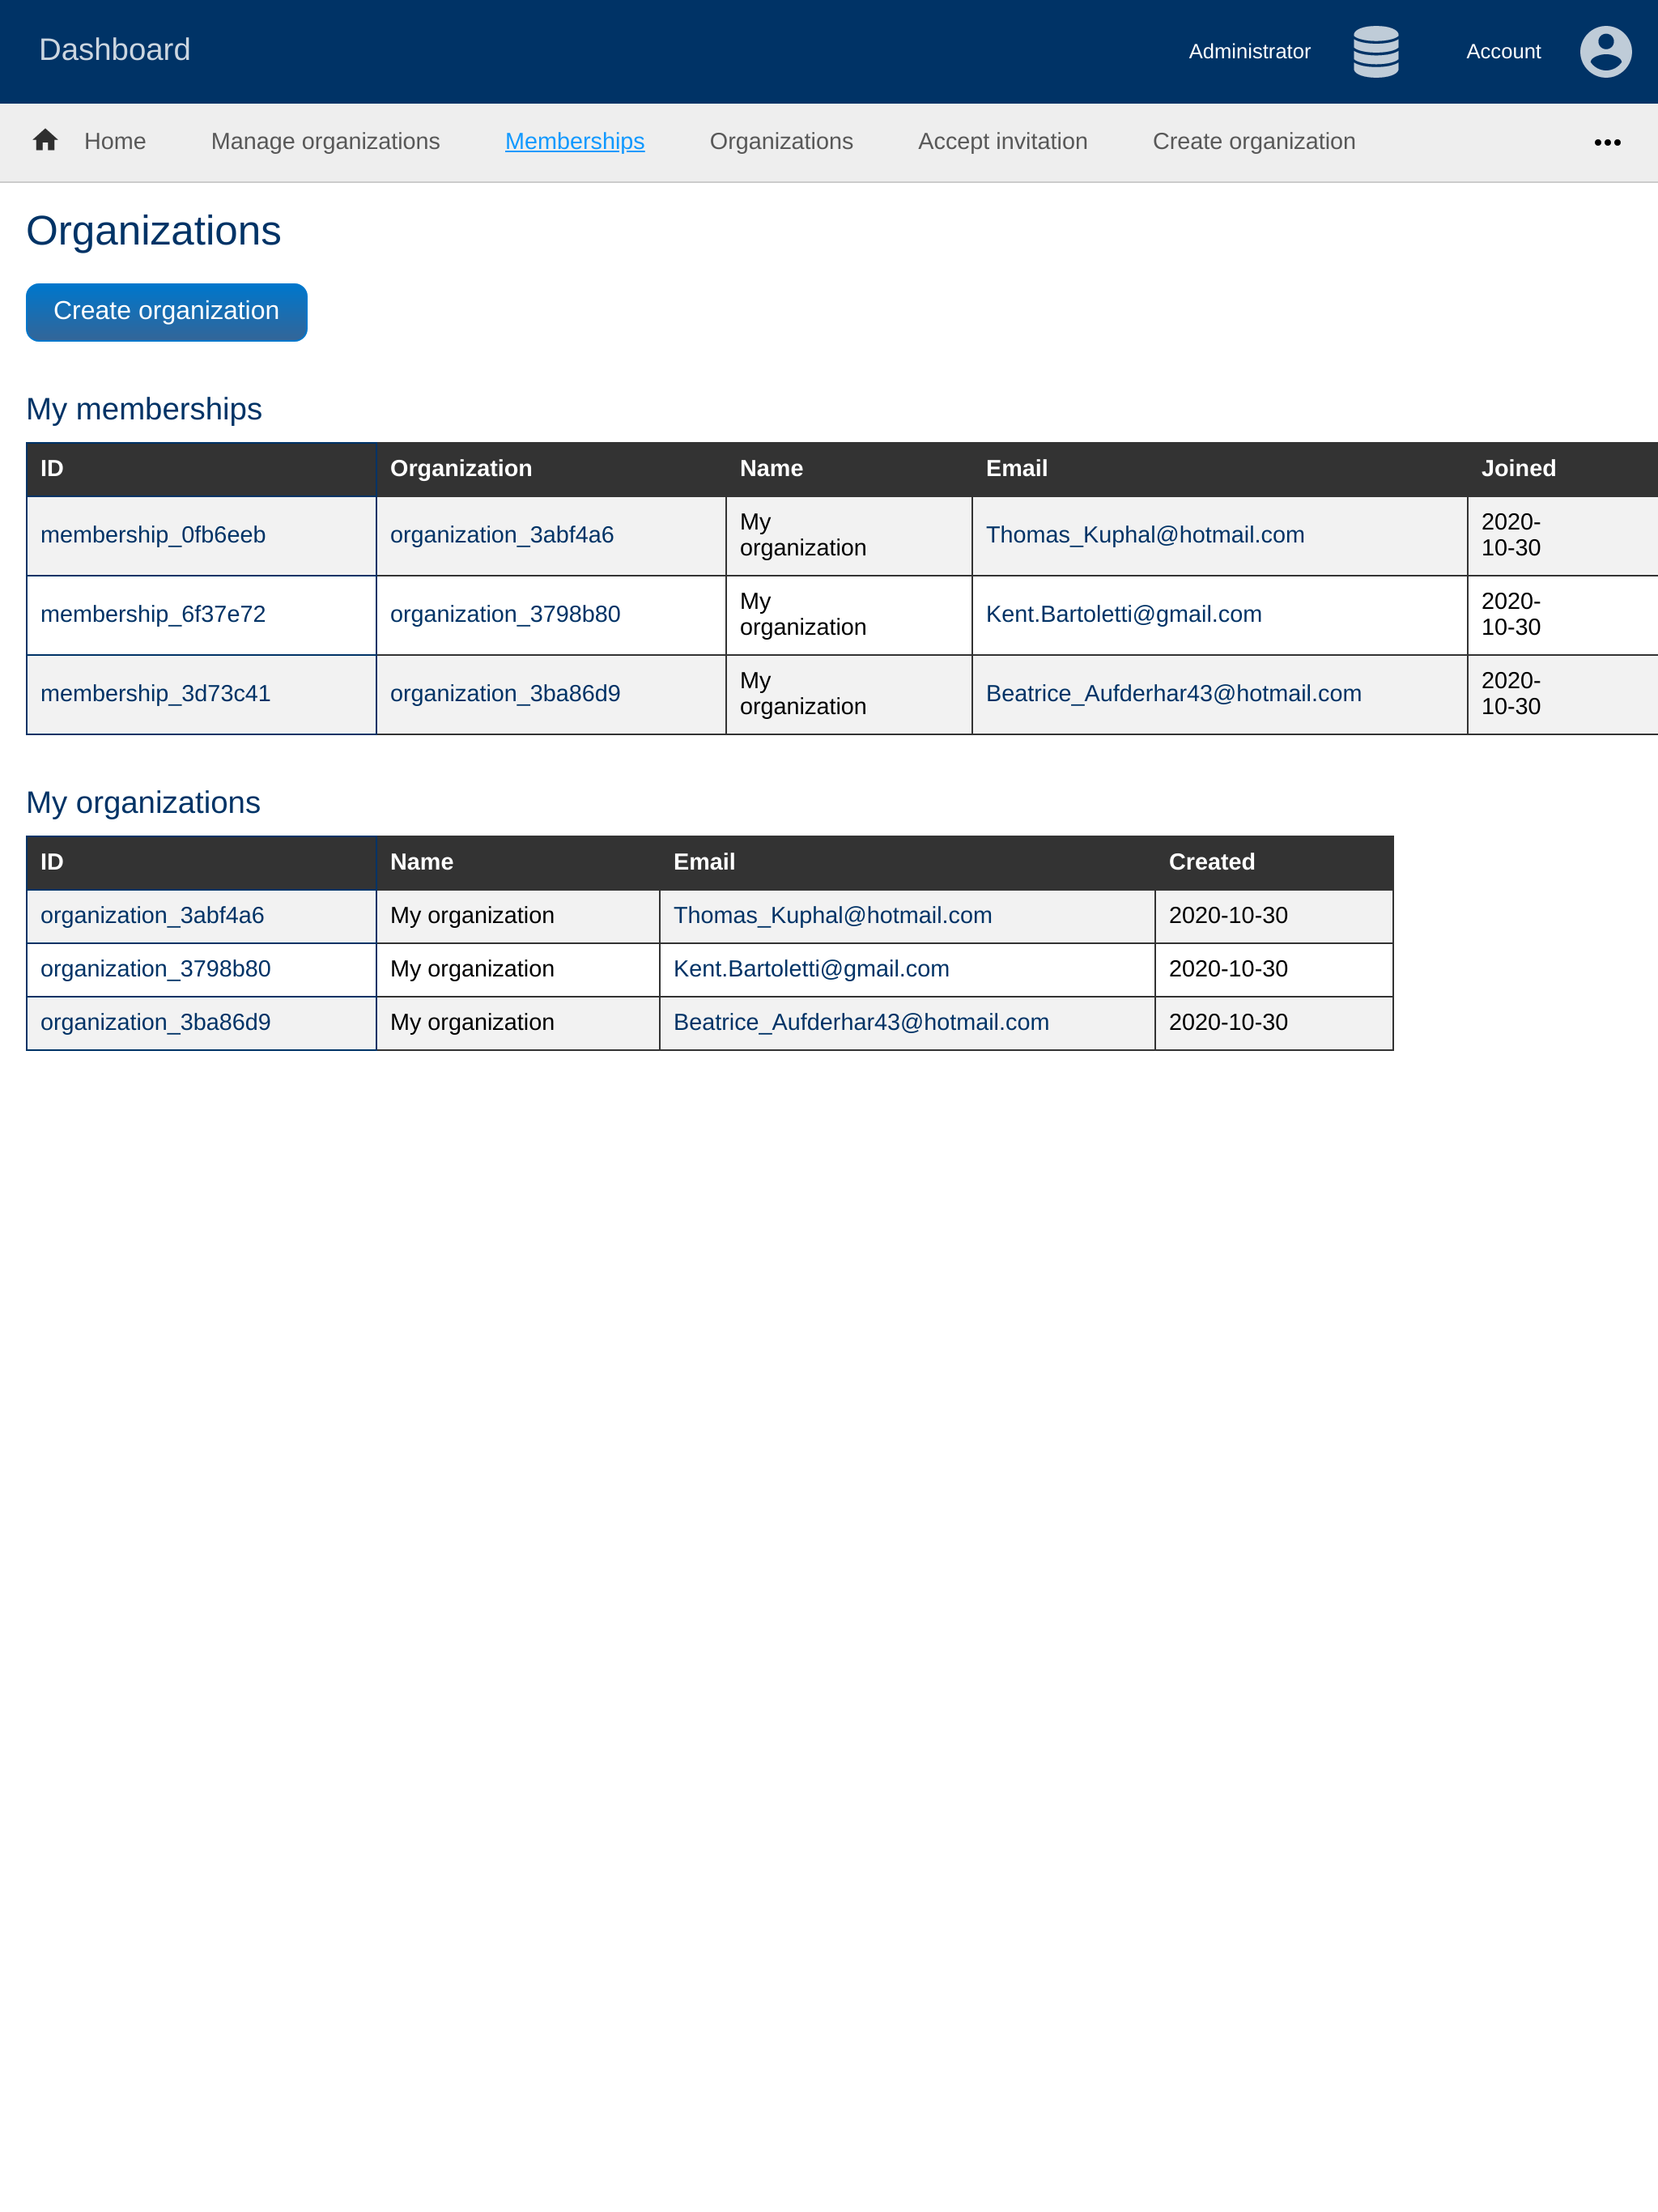 Dashboard Administrator Account
Home Manage organizations Memberships Organizations Accept invitation Create organization
Organizations
Create organization
My memberships
ID Organization Name Email Joined
membership_0fb6eeb organization_3abf4a6 My organization Thomas_Kuphal@hotmail.com 2020-10-30
membership_6f37e72 organization_3798b80 My organization Kent.Bartoletti@gmail.com 2020-10-30
membership_3d73c41 organization_3ba86d9 My organization Beatrice_Aufderhar43@hotmail.com 2020-10-30
My organizations
ID Name Email Created
organization_3abf4a6 My organization Thomas_Kuphal@hotmail.com 2020-10-30
organization_3798b80 My organization Kent.Bartoletti@gmail.com 2020-10-30
organization_3ba86d9 My organization Beatrice_Aufderhar43@hotmail.com 2020-10-30